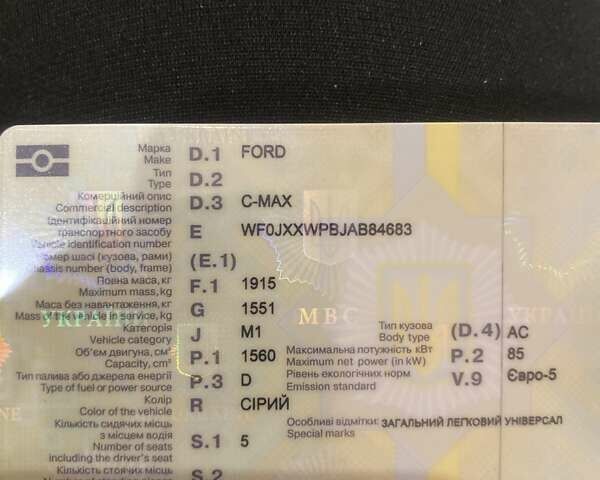 Марка
Make D.1 FORD
Тип
Type D.2
Комерційний опис
Commercial description D.3 C-MAX
Ідентифікаційний номер
транспортного засобу E WF0JXXWPBJAB84683
Vehicle identification number
Номер шасі (кузова, рами)
Chassis number (body, frame) (E.1)
Повна маса, кг
Maximum mass, kg F.1 1915
Маса без навантаження, кг
Mass of the vehicle in service, kg G 1551
УКРАЇНА МВС УКРАЇНА
Категорія
Vehicle category J M1 Тип кузова
Body type (D.4) АС
Об'єм двигуна, см³
Capacity, cm³ P.1 1560 Максимальна потужність кВт
Maximum net power (in kW) P.2 85
Тип палива або джерела енергії
Type of fuel or power source P.3 D Рівень екологічних норм
Emission standard V.9 Євро-5
Колір
Color of the vehicle R СІРИЙ
Особливі відмітки: ЗАГАЛЬНИЙ ЛЕГКОВИЙ УНІВЕРСАЛ
Special marks
Кількість сидячих місць
з місцем водія
Number of seats S.1 5
including the driver's seat
Кількість стоячих місць
S.2